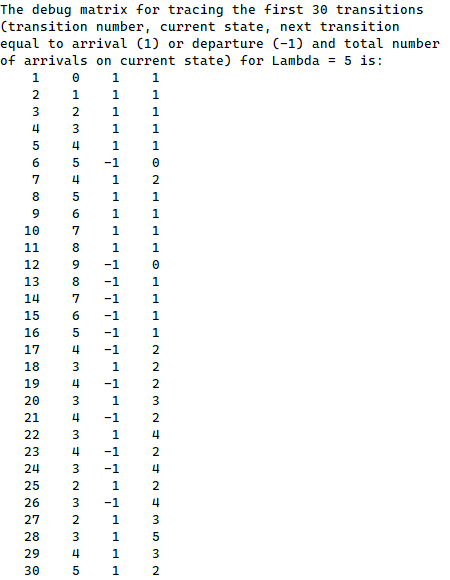 The debug matrix for tracing the first 30 transitions
(transition number, current state, next transition
equal to arrival (1) or departure (-1) and total number
of arrivals on current state) for Lambda = 5 is:
1 0 1 1
2 1 1 1
3 2 1 1
4 3 1 1
5 4 1 1
6 5 -1 0
7 4 1 2
8 5 1 1
9 6 1 1
10 7 1 1
11 8 1 1
12 9 -1 0
13 8 -1 1
14 7 -1 1
15 6 -1 1
16 5 -1 1
17 4 -1 2
18 3 1 2
19 4 -1 2
20 3 1 3
21 4 -1 2
22 3 1 4
23 4 -1 2
24 3 -1 4
25 2 1 2
26 3 -1 4
27 2 1 3
28 3 1 5
29 4 1 3
30 5 1 2